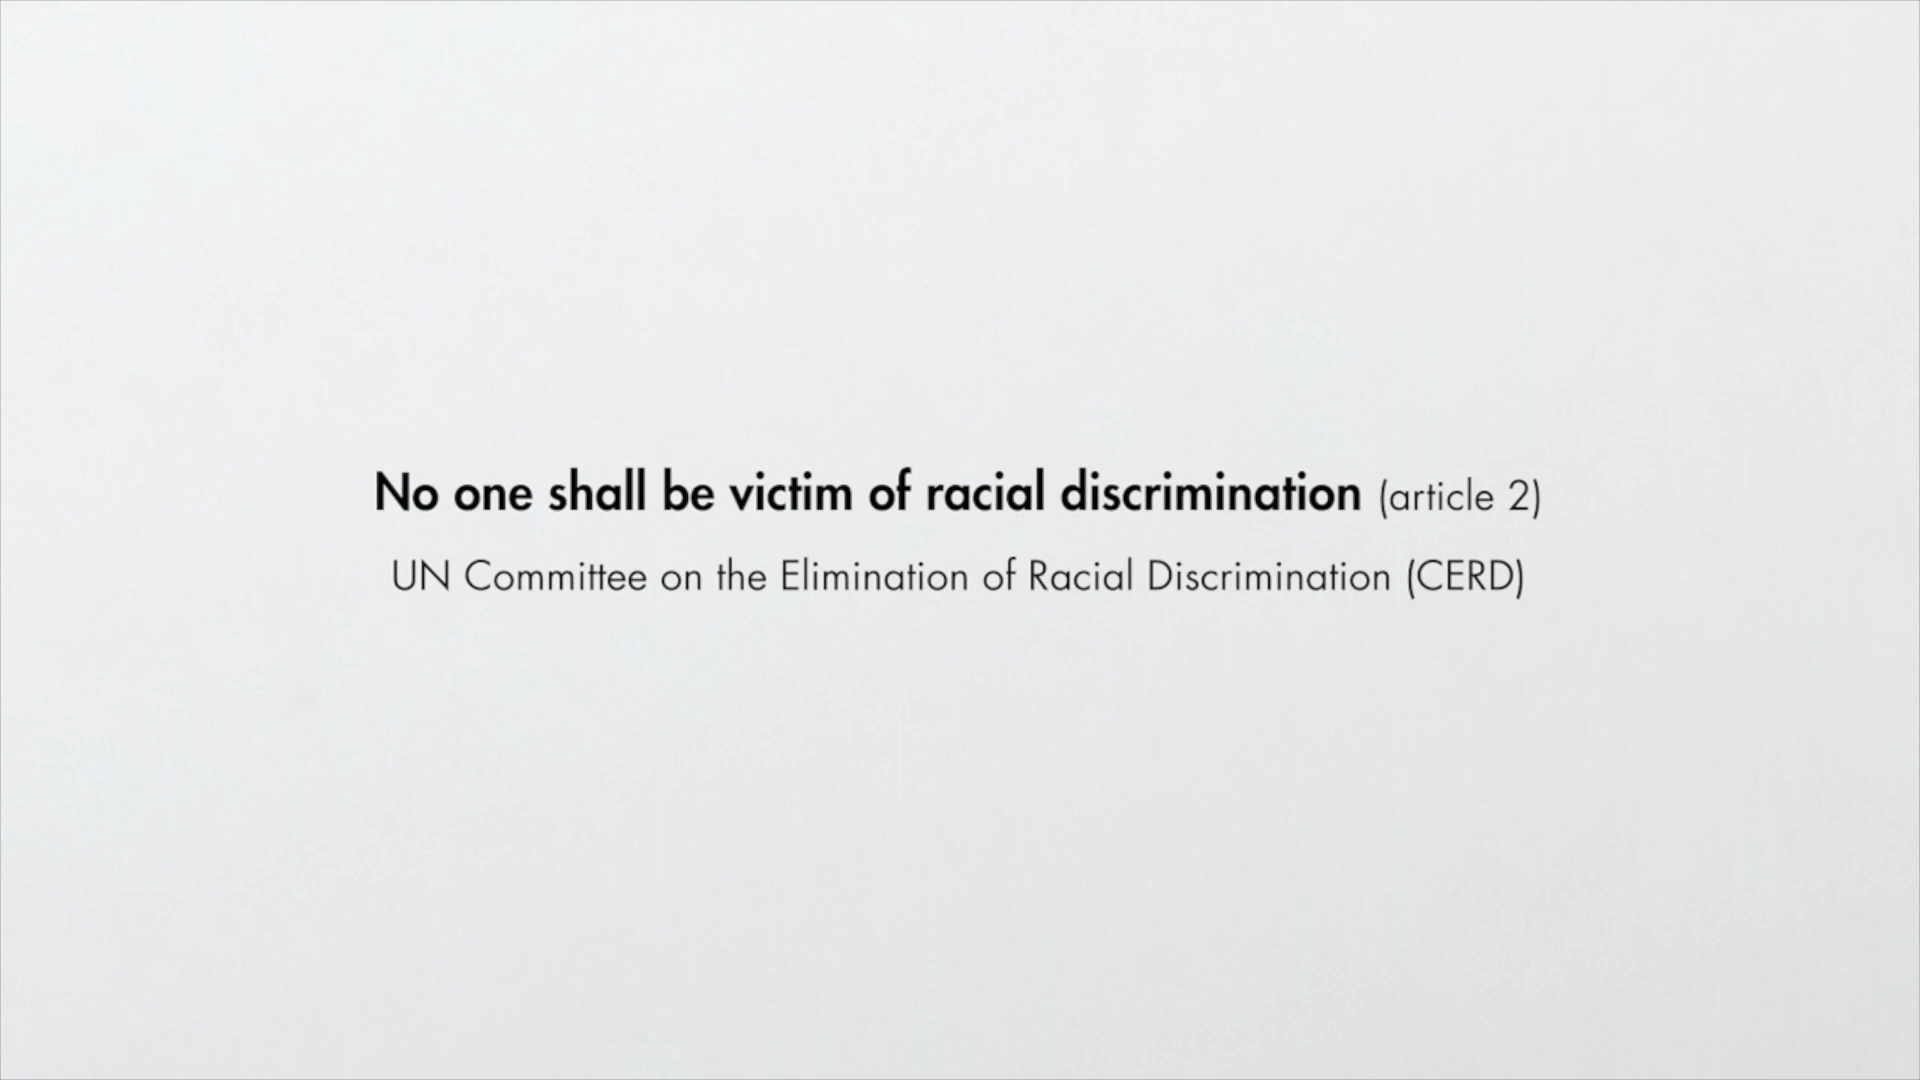 No one shall be victim of racial discrimination (article 2)
UN Committee on the Elimination of Racial Discrimination (CERD)